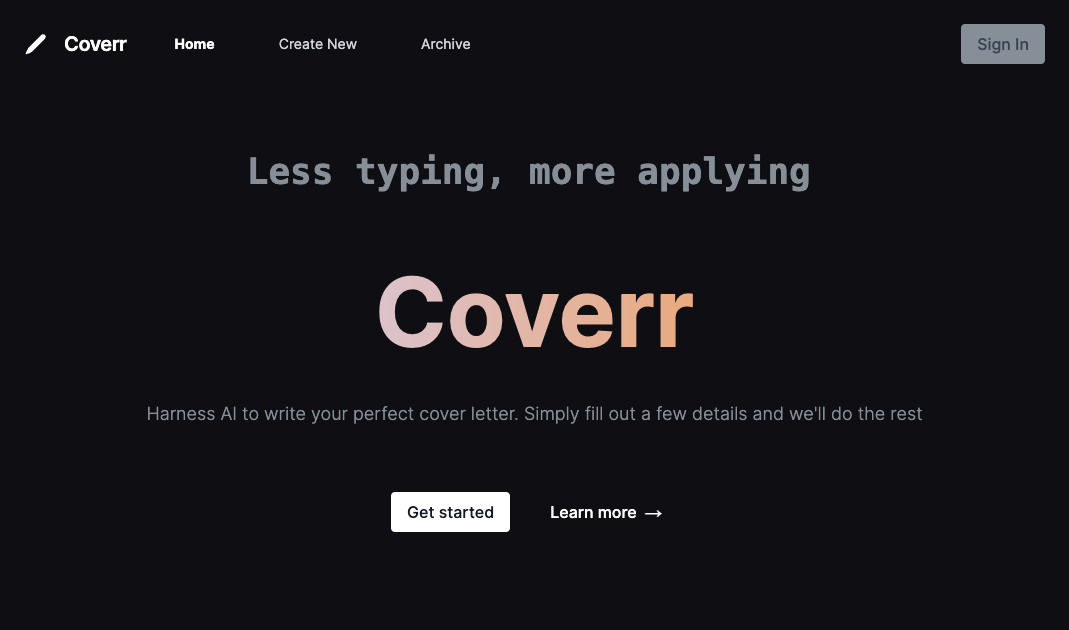 Coverr Home Create New Archive Sign In
Less typing, more applying
Coverr
Harness AI to write your perfect cover letter. Simply fill out a few details and we'll do the rest
Get started Learn more →